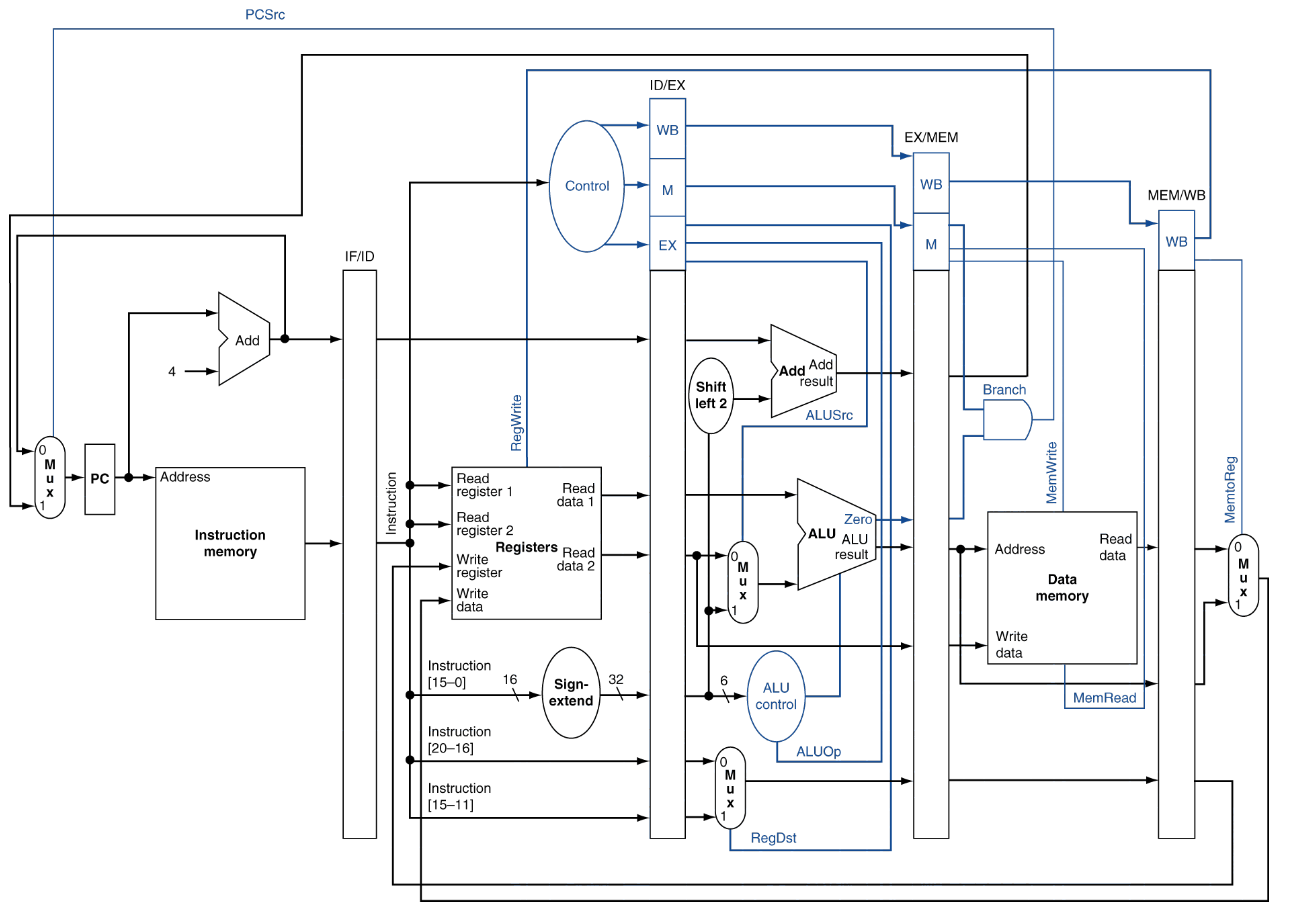 PCSrc
ID/EX
WB
EX/MEM
Control
M
WB
MEM/WB
EX
M
WB
IF/ID
Add
4
Shift
left 2
Add
Add
result
Branch
ALUSrc
RegWrite
MemWrite
MemtoReg
0
M
u
x
1
PC
Address
Instruction
memory
Instruction
Read
register 1
Read
register 2
Write
register
Write
data
Registers
Read
data 1
Read
data 2
0
M
u
x
1
Zero
ALU
ALU
result
Address
Read
data
Data
memory
Write
data
0
M
u
x
1
Instruction
[15–0]
16
Sign-
extend
32
6
ALU
control
MemRead
Instruction
[20–16]
ALUOp
Instruction
[15–11]
0
M
u
x
1
RegDst